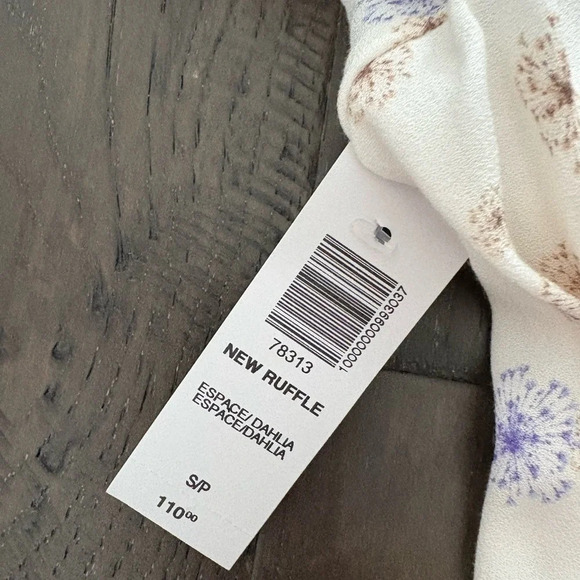 1000000993037
78313
NEW RUFFLE
ESPACE/ DAHLIA
ESPACE/DAHLIA
S/P
110⁰⁰